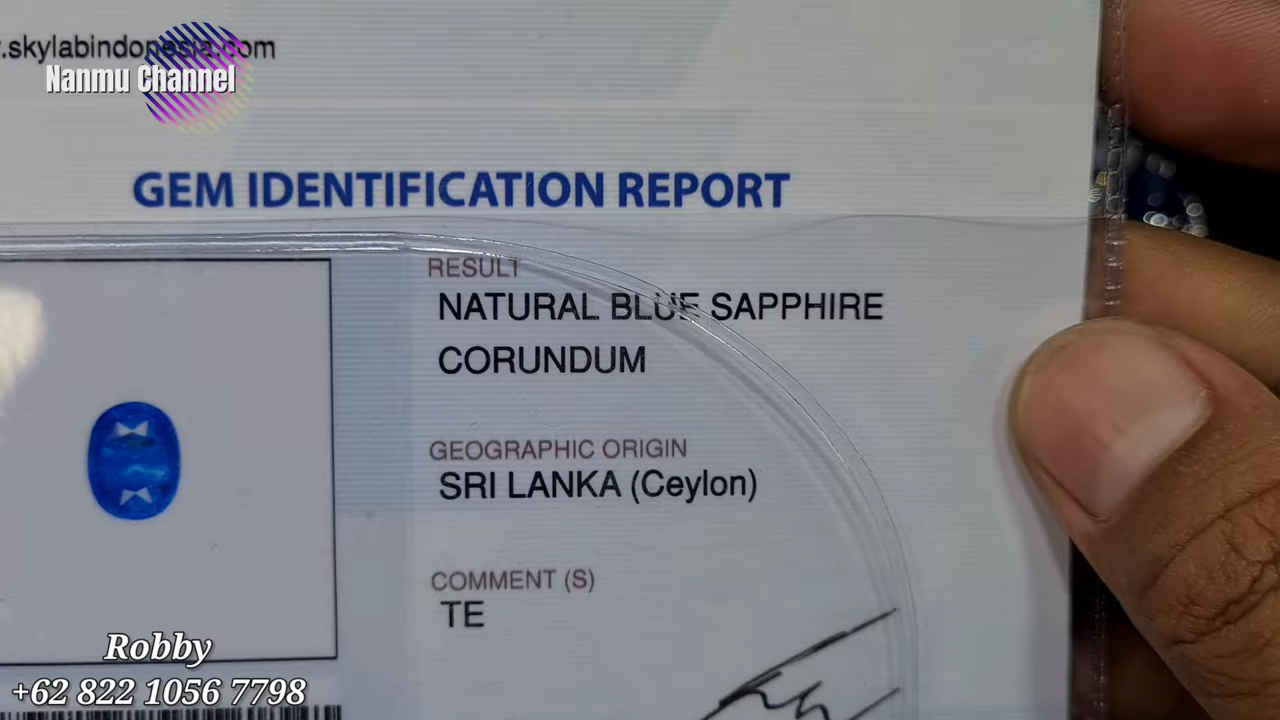 .skylabindonesia.com
Nanmu Channel
GEM IDENTIFICATION REPORT
RESULT
NATURAL BLUE SAPPHIRE
CORUNDUM
GEOGRAPHIC ORIGIN
SRI LANKA (Ceylon)
COMMENT (S)
TE
Robby
+62 822 1056 7798